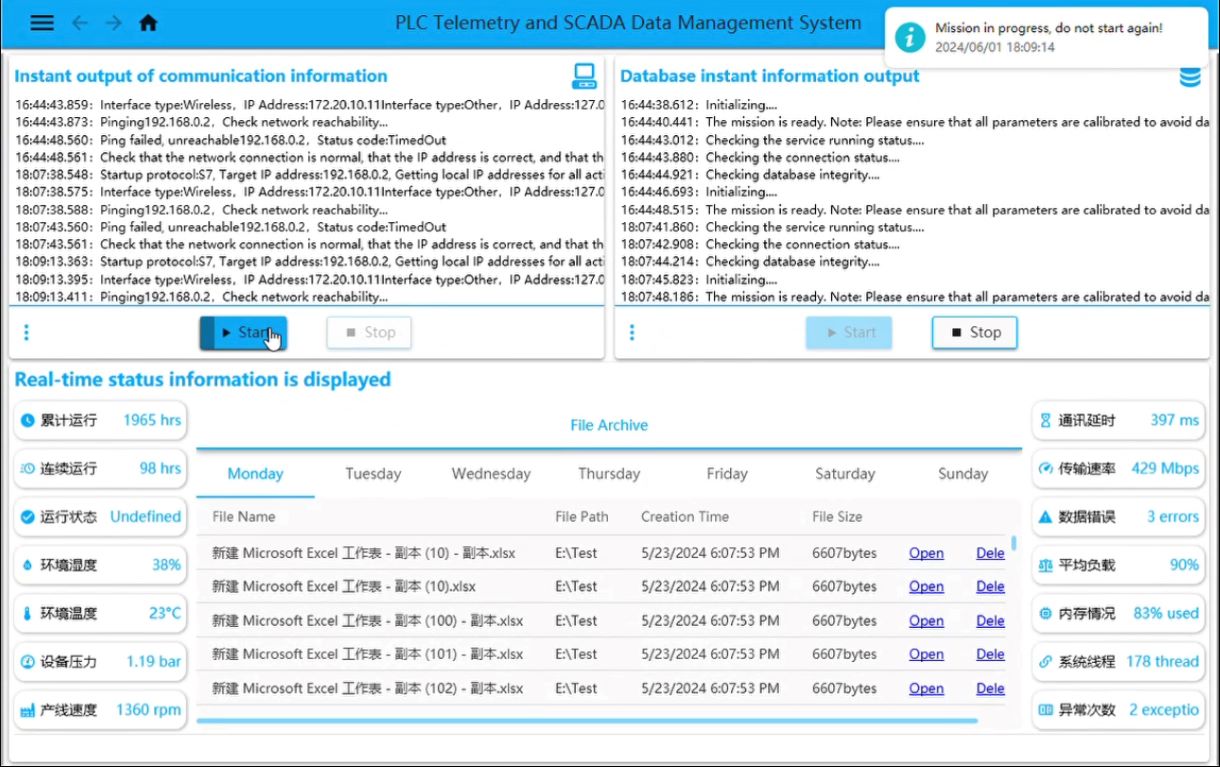 PLC Telemetry and SCADA Data Management System
Mission in progress, do not start again!
2024/06/01 18:09:14
Instant output of communication information
16:44:43.859: Interface type:Wireless, IP Address:172.20.10.11Interface type:Other, IP Address:127.0
16:44:43.873: Pinging192.168.0.2, Check network reachability...
16:44:48.560: Ping failed, unreachable192.168.0.2, Status code:TimedOut
16:44:48.561: Check that the network connection is normal, that the IP address is correct, and that th
18:07:38.548: Startup protocol:S7, Target IP address:192.168.0.2, Getting local IP addresses for all acti
18:07:38.575: Interface type:Wireless, IP Address:172.20.10.11Interface type:Other, IP Address:127.0
18:07:38.588: Pinging192.168.0.2, Check network reachability...
18:07:43.560: Ping failed, unreachable192.168.0.2, Status code:TimedOut
18:07:43.561: Check that the network connection is normal, that the IP address is correct, and that th
18:09:13.363: Startup protocol:S7, Target IP address:192.168.0.2, Getting local IP addresses for all acti
18:09:13.395: Interface type:Wireless, IP Address:172.20.10.11Interface type:Other, IP Address:127.0
18:09:13.411: Pinging192.168.0.2, Check network reachability...
Start
Stop
Database instant information output
16:44:38.612: Initializing....
16:44:40.441: The mission is ready. Note: Please ensure that all parameters are calibrated to avoid da
16:44:43.012: Checking the service running status....
16:44:43.880: Checking the connection status....
16:44:44.921: Checking database integrity....
16:44:46.693: Initializing....
16:44:48.515: The mission is ready. Note: Please ensure that all parameters are calibrated to avoid da
18:07:41.860: Checking the service running status....
18:07:42.908: Checking the connection status....
18:07:44.214: Checking database integrity....
18:07:45.823: Initializing....
18:07:48.186: The mission is ready. Note: Please ensure that all parameters are calibrated to avoid da
Start
Stop
Real-time status information is displayed
累计运行 1965 hrs
连续运行 98 hrs
运行状态 Undefined
环境湿度 38%
环境温度 23°C
设备压力 1.19 bar
产线速度 1360 rpm
File Archive
Monday Tuesday Wednesday Thursday Friday Saturday Sunday
File Name File Path Creation Time File Size
新建 Microsoft Excel 工作表 - 副本 (10) - 副本.xlsx E:\Test 5/23/2024 6:07:53 PM 6607bytes Open Dele
新建 Microsoft Excel 工作表 - 副本 (10).xlsx E:\Test 5/23/2024 6:07:53 PM 6607bytes Open Dele
新建 Microsoft Excel 工作表 - 副本 (100) - 副本.xlsx E:\Test 5/23/2024 6:07:53 PM 6607bytes Open Dele
新建 Microsoft Excel 工作表 - 副本 (101) - 副本.xlsx E:\Test 5/23/2024 6:07:53 PM 6607bytes Open Dele
新建 Microsoft Excel 工作表 - 副本 (102) - 副本.xlsx E:\Test 5/23/2024 6:07:53 PM 6607bytes Open Dele
通讯延时 397 ms
传输速率 429 Mbps
数据错误 3 errors
平均负载 90%
内存情况 83% used
系统线程 178 thread
异常次数 2 exceptio